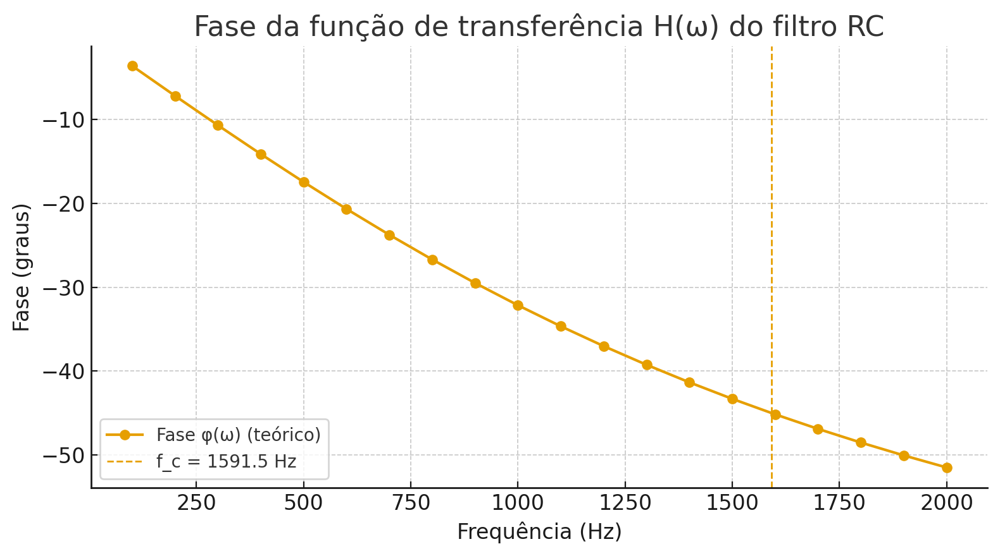 Fase da função de transferência H(ω) do filtro RC
Fase (graus)
−10
−20
−30
−40
−50
Fase φ(ω) (teórico)
f_c = 1591.5 Hz
250 500 750 1000 1250 1500 1750 2000
Frequência (Hz)